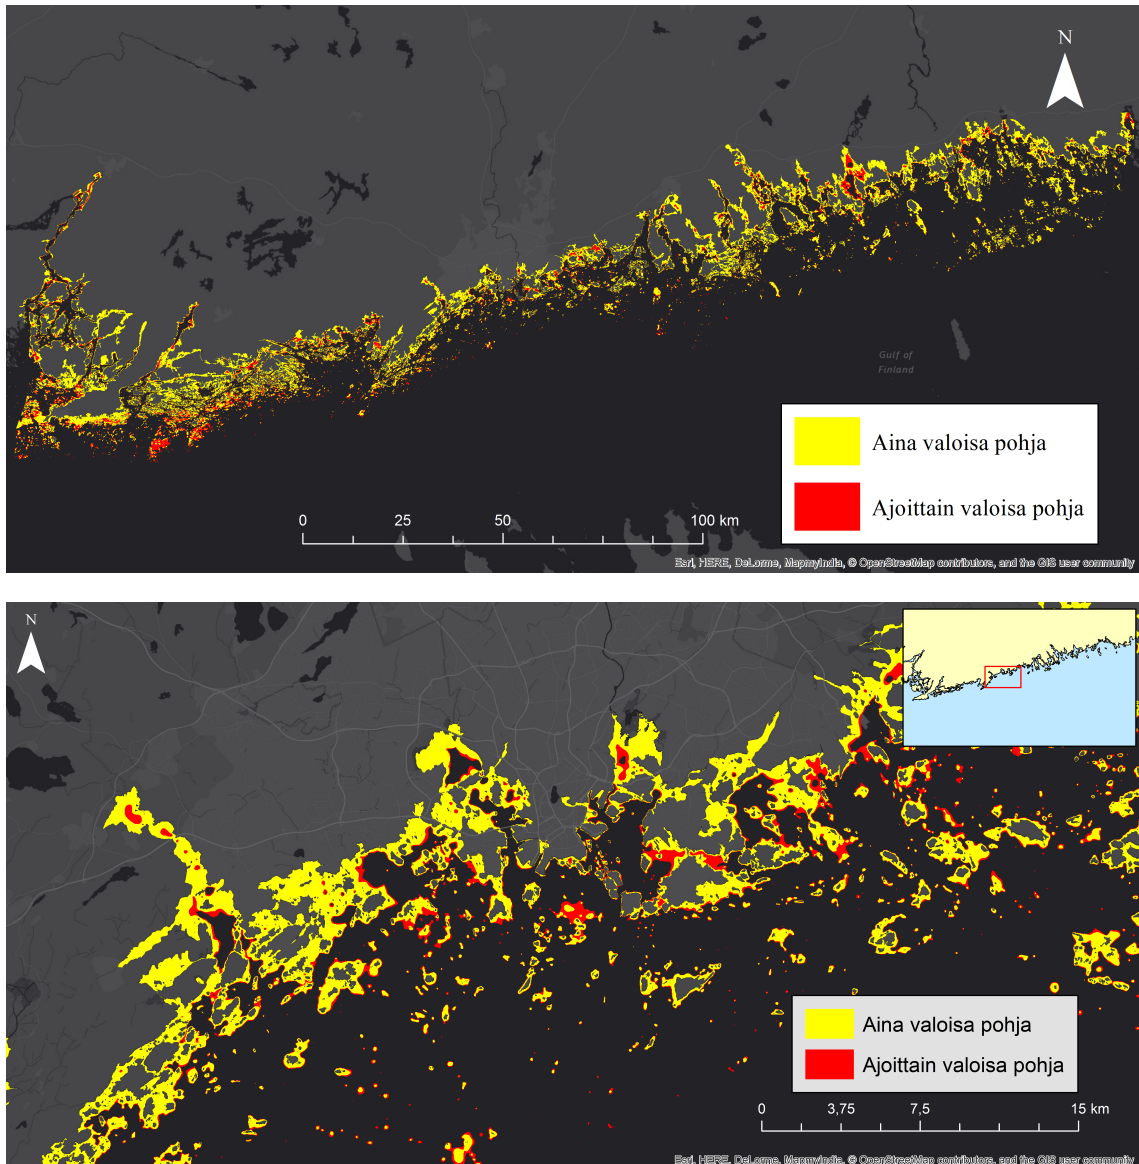 N
Gulf of
Finland
Aina valoisa pohja
Ajoittain valoisa pohja
0 25 50 100 km
Esri, HERE, DeLorme, MapmyIndia, © OpenStreetMap contributors, and the GIS user community
N
Aina valoisa pohja
Ajoittain valoisa pohja
0 3,75 7,5 15 km
Esri, HERE, DeLorme, MapmyIndia, © OpenStreetMap contributors, and the GIS user community